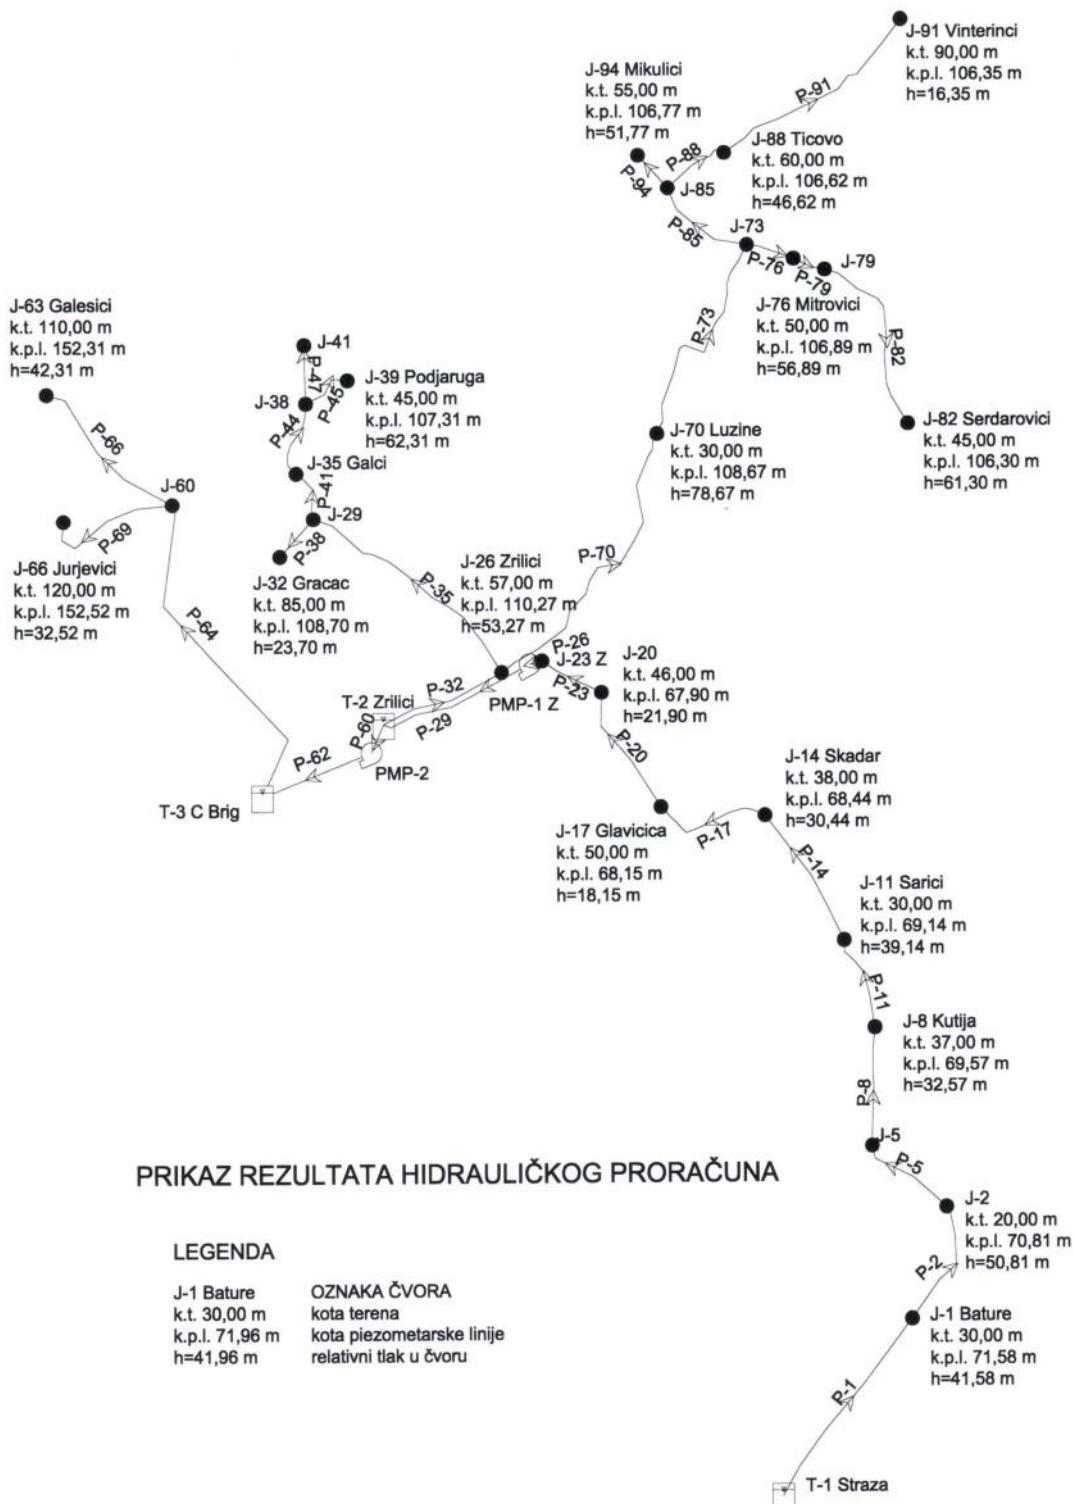 J-91 Vinterinci
k.t. 90,00 m
k.p.l. 106,35 m
h=16,35 m
P-91
J-94 Mikulici
k.t. 55,00 m
k.p.l. 106,77 m
h=51,77 m
P-88
J-88 Ticovo
k.t. 60,00 m
k.p.l. 106,62 m
h=46,62 m
P-94
J-85
P-85
J-73
P-76
P-79
J-79
J-76 Mitrovici
k.t. 50,00 m
k.p.l. 106,89 m
h=56,89 m
P-82
J-82 Serdarovici
k.t. 45,00 m
k.p.l. 106,30 m
h=61,30 m
P-73
J-63 Galesici
k.t. 110,00 m
k.p.l. 152,31 m
h=42,31 m
J-41
P-47
J-39 Podjaruga
k.t. 45,00 m
k.p.l. 107,31 m
h=62,31 m
J-38
P-45
P-44
J-35 Galci
P-41
J-29
P-38
J-32 Gracac
k.t. 85,00 m
k.p.l. 108,70 m
h=23,70 m
P-66
J-60
P-69
J-66 Jurjevici
k.t. 120,00 m
k.p.l. 152,52 m
h=32,52 m
P-64
J-70 Luzine
k.t. 30,00 m
k.p.l. 108,67 m
h=78,67 m
P-70
J-26 Zrilici
k.t. 57,00 m
k.p.l. 110,27 m
h=53,27 m
P-35
P-26
J-23 Z
P-23
J-20
k.t. 46,00 m
k.p.l. 67,90 m
h=21,90 m
P-32
T-2 Zrilici
P-29
PMP-1 Z
P-60
P-62
PMP-2
T-3 C Brig
P-20
J-14 Skadar
k.t. 38,00 m
k.p.l. 68,44 m
h=30,44 m
J-17 Glavicica
k.t. 50,00 m
k.p.l. 68,15 m
h=18,15 m
P-17
P-14
J-11 Sarici
k.t. 30,00 m
k.p.l. 69,14 m
h=39,14 m
P-11
J-8 Kutija
k.t. 37,00 m
k.p.l. 69,57 m
h=32,57 m
P-8
J-5
P-5
J-2
k.t. 20,00 m
k.p.l. 70,81 m
h=50,81 m
P-2
J-1 Bature
k.t. 30,00 m
k.p.l. 71,58 m
h=41,58 m
P-1
T-1 Straza
PRIKAZ REZULTATA HIDRAULIČKOG PRORAČUNA
LEGENDA
J-1 Bature OZNAKA ČVORA
k.t. 30,00 m kota terena
k.p.l. 71,96 m kota piezometarske linije
h=41,96 m relativni tlak u čvoru